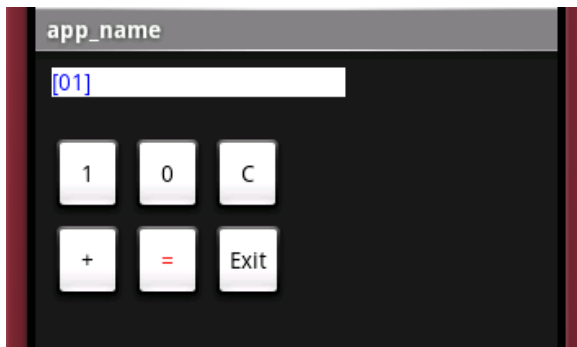 app_name
[01]
1 0 C
+ = Exit